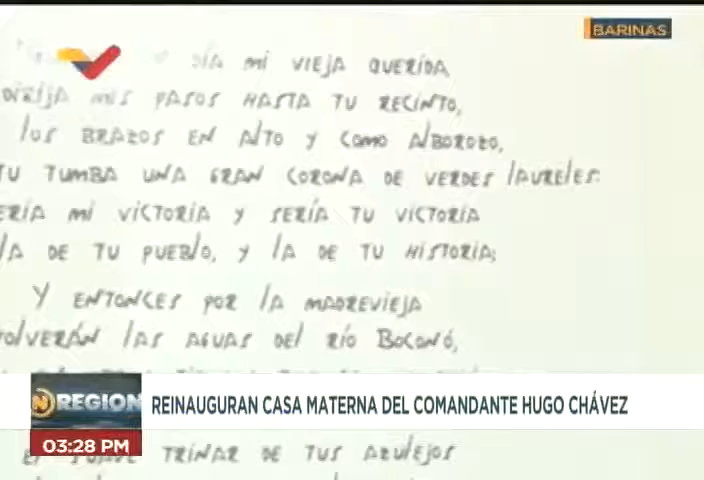 BARINAS
DÍA MI VIEJA QUERIDA
DIRIJA MIS PASOS HASTA TU RECINTO,
LOS BRAZOS EN ALTO Y COMO ALBOROZO,
TU TUMBA UNA GRAN CORONA DE VERDES LAURELES:
SERÍA MI VICTORIA Y SERÍA TU VICTORIA
LA DE TU PUEBLO, Y LA DE TU HISTORIA;
Y ENTONCES POR LA MADREVIEJA
VOLVERÁN LAS AGUAS DEL RÍO BOCONÓ,
REGION
REINAUGURAN CASA MATERNA DEL COMANDANTE HUGO CHÁVEZ
03:28 PM
EL SUAVE TRINAR DE TUS AZULEJOS